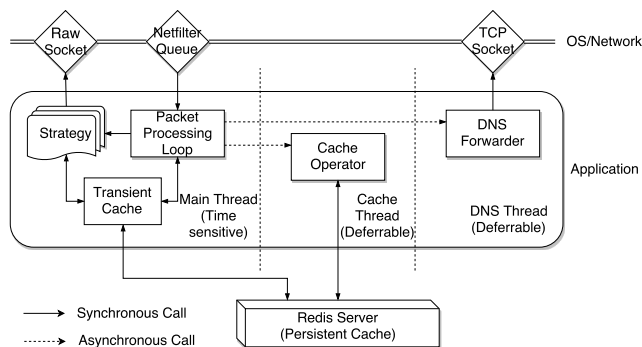 Raw
Socket
Netfilter
Queue
TCP
Socket
OS/Network
Strategy
Packet
Processing
Loop
DNS
Forwarder
Cache
Operator
Application
Transient
Cache
Main Thread
(Time
sensitive)
Cache
Thread
(Deferrable)
DNS Thread
(Deferrable)
Redis Server
(Persistent Cache)
Synchronous Call
Asynchronous Call